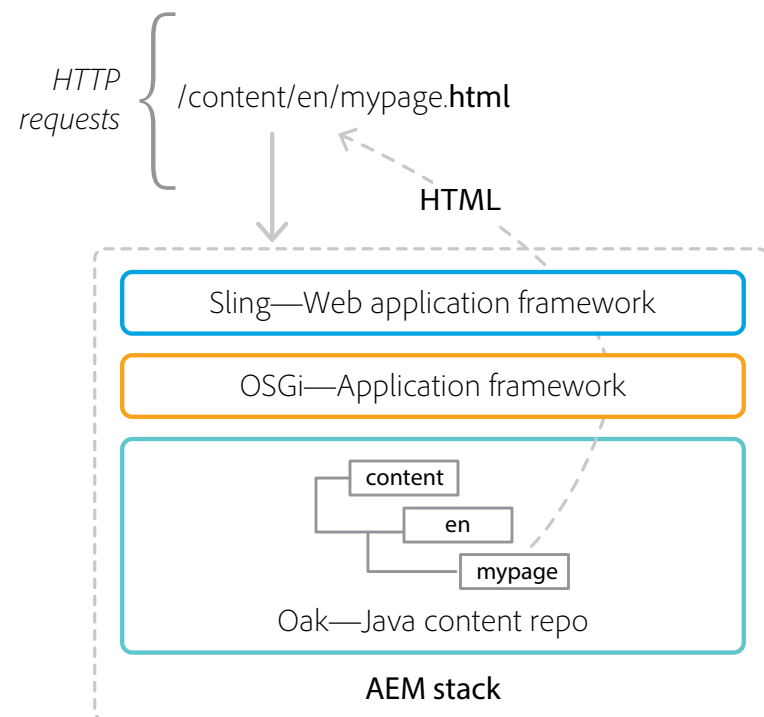 HTTP
requests
/content/en/mypage.html
HTML
Sling—Web application framework
OSGi—Application framework
content
en
mypage
Oak—Java content repo
AEM stack